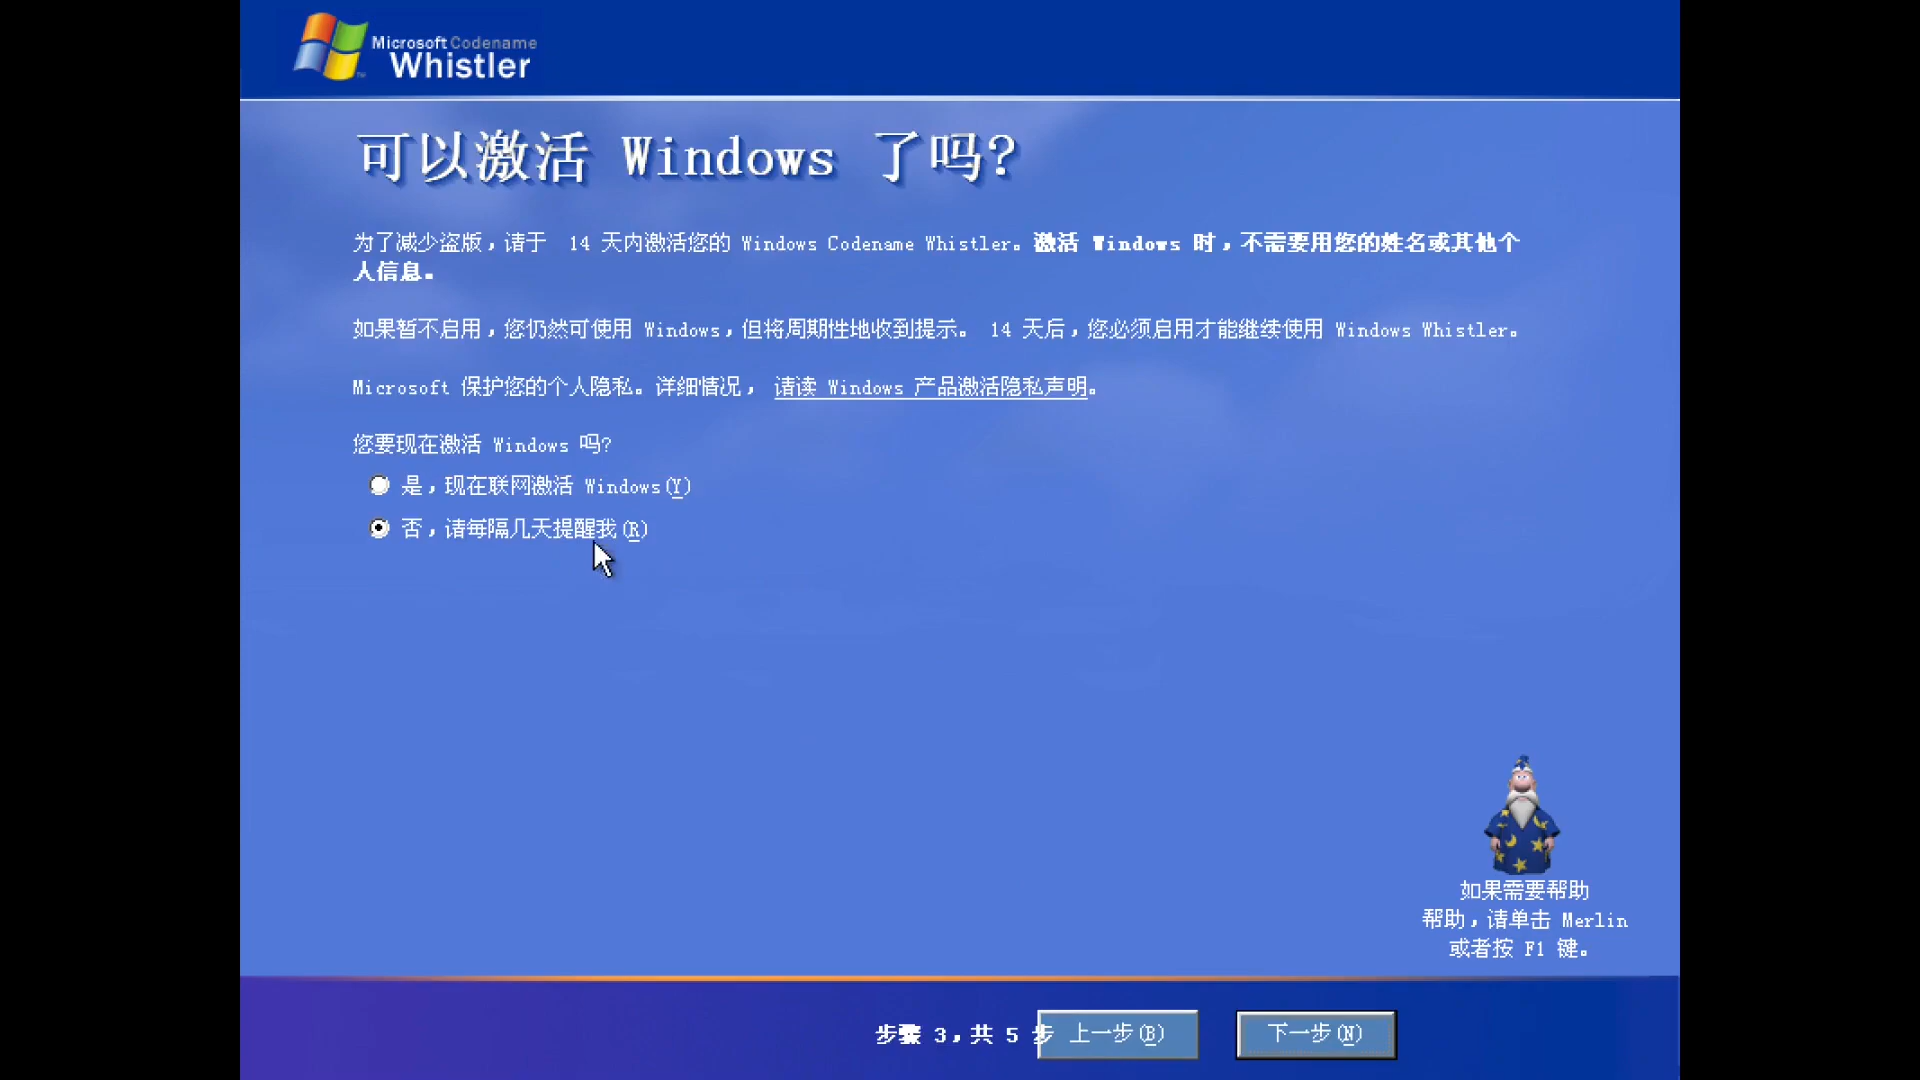 Microsoft Codename
Whistler
可以激活 Windows 了吗?
为了减少盗版，请于 14 天内激活您的 Windows Codename Whistler。激活 Windows 时，不需要用您的姓名或其他个
人信息。
如果暂不启用，您仍然可使用 Windows，但将周期性地收到提示。 14 天后，您必须启用才能继续使用 Windows Whistler。
Microsoft 保护您的个人隐私。详细情况， 请读 Windows 产品激活隐私声明。
您要现在激活 Windows 吗?
是，现在联网激活 Windows(Y)
否，请每隔几天提醒我(R)
如果需要帮助
帮助，请单击 Merlin
或者按 F1 键。
步骤 3，共 5 步 上一步(B) 下一步(N)